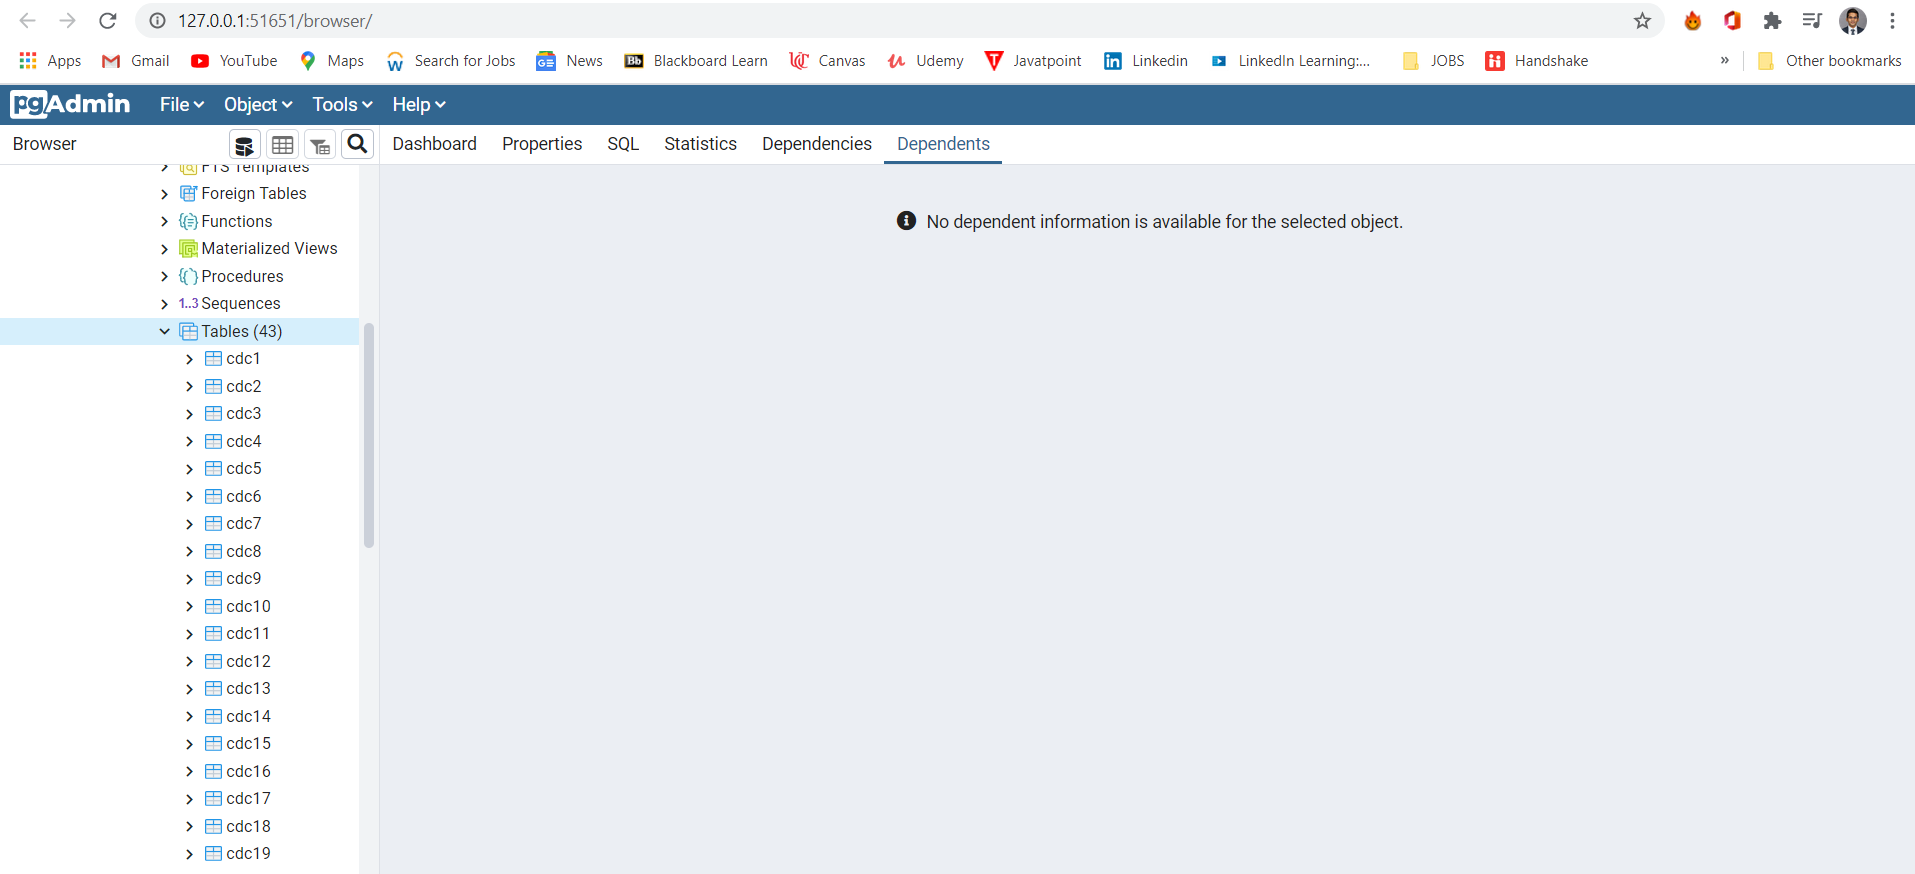 127.0.0.1:51651/browser/
Apps Gmail YouTube Maps Search for Jobs News Bb Blackboard Learn Canvas Udemy Javatpoint Linkedin LinkedIn Learning:... JOBS Handshake » Other bookmarks
pgAdmin File Object Tools Help
Browser Dashboard Properties SQL Statistics Dependencies Dependents
FTS Templates
Foreign Tables
No dependent information is available for the selected object.
Functions
Materialized Views
Procedures
1..3 Sequences
Tables (43)
cdc1
cdc2
cdc3
cdc4
cdc5
cdc6
cdc7
cdc8
cdc9
cdc10
cdc11
cdc12
cdc13
cdc14
cdc15
cdc16
cdc17
cdc18
cdc19